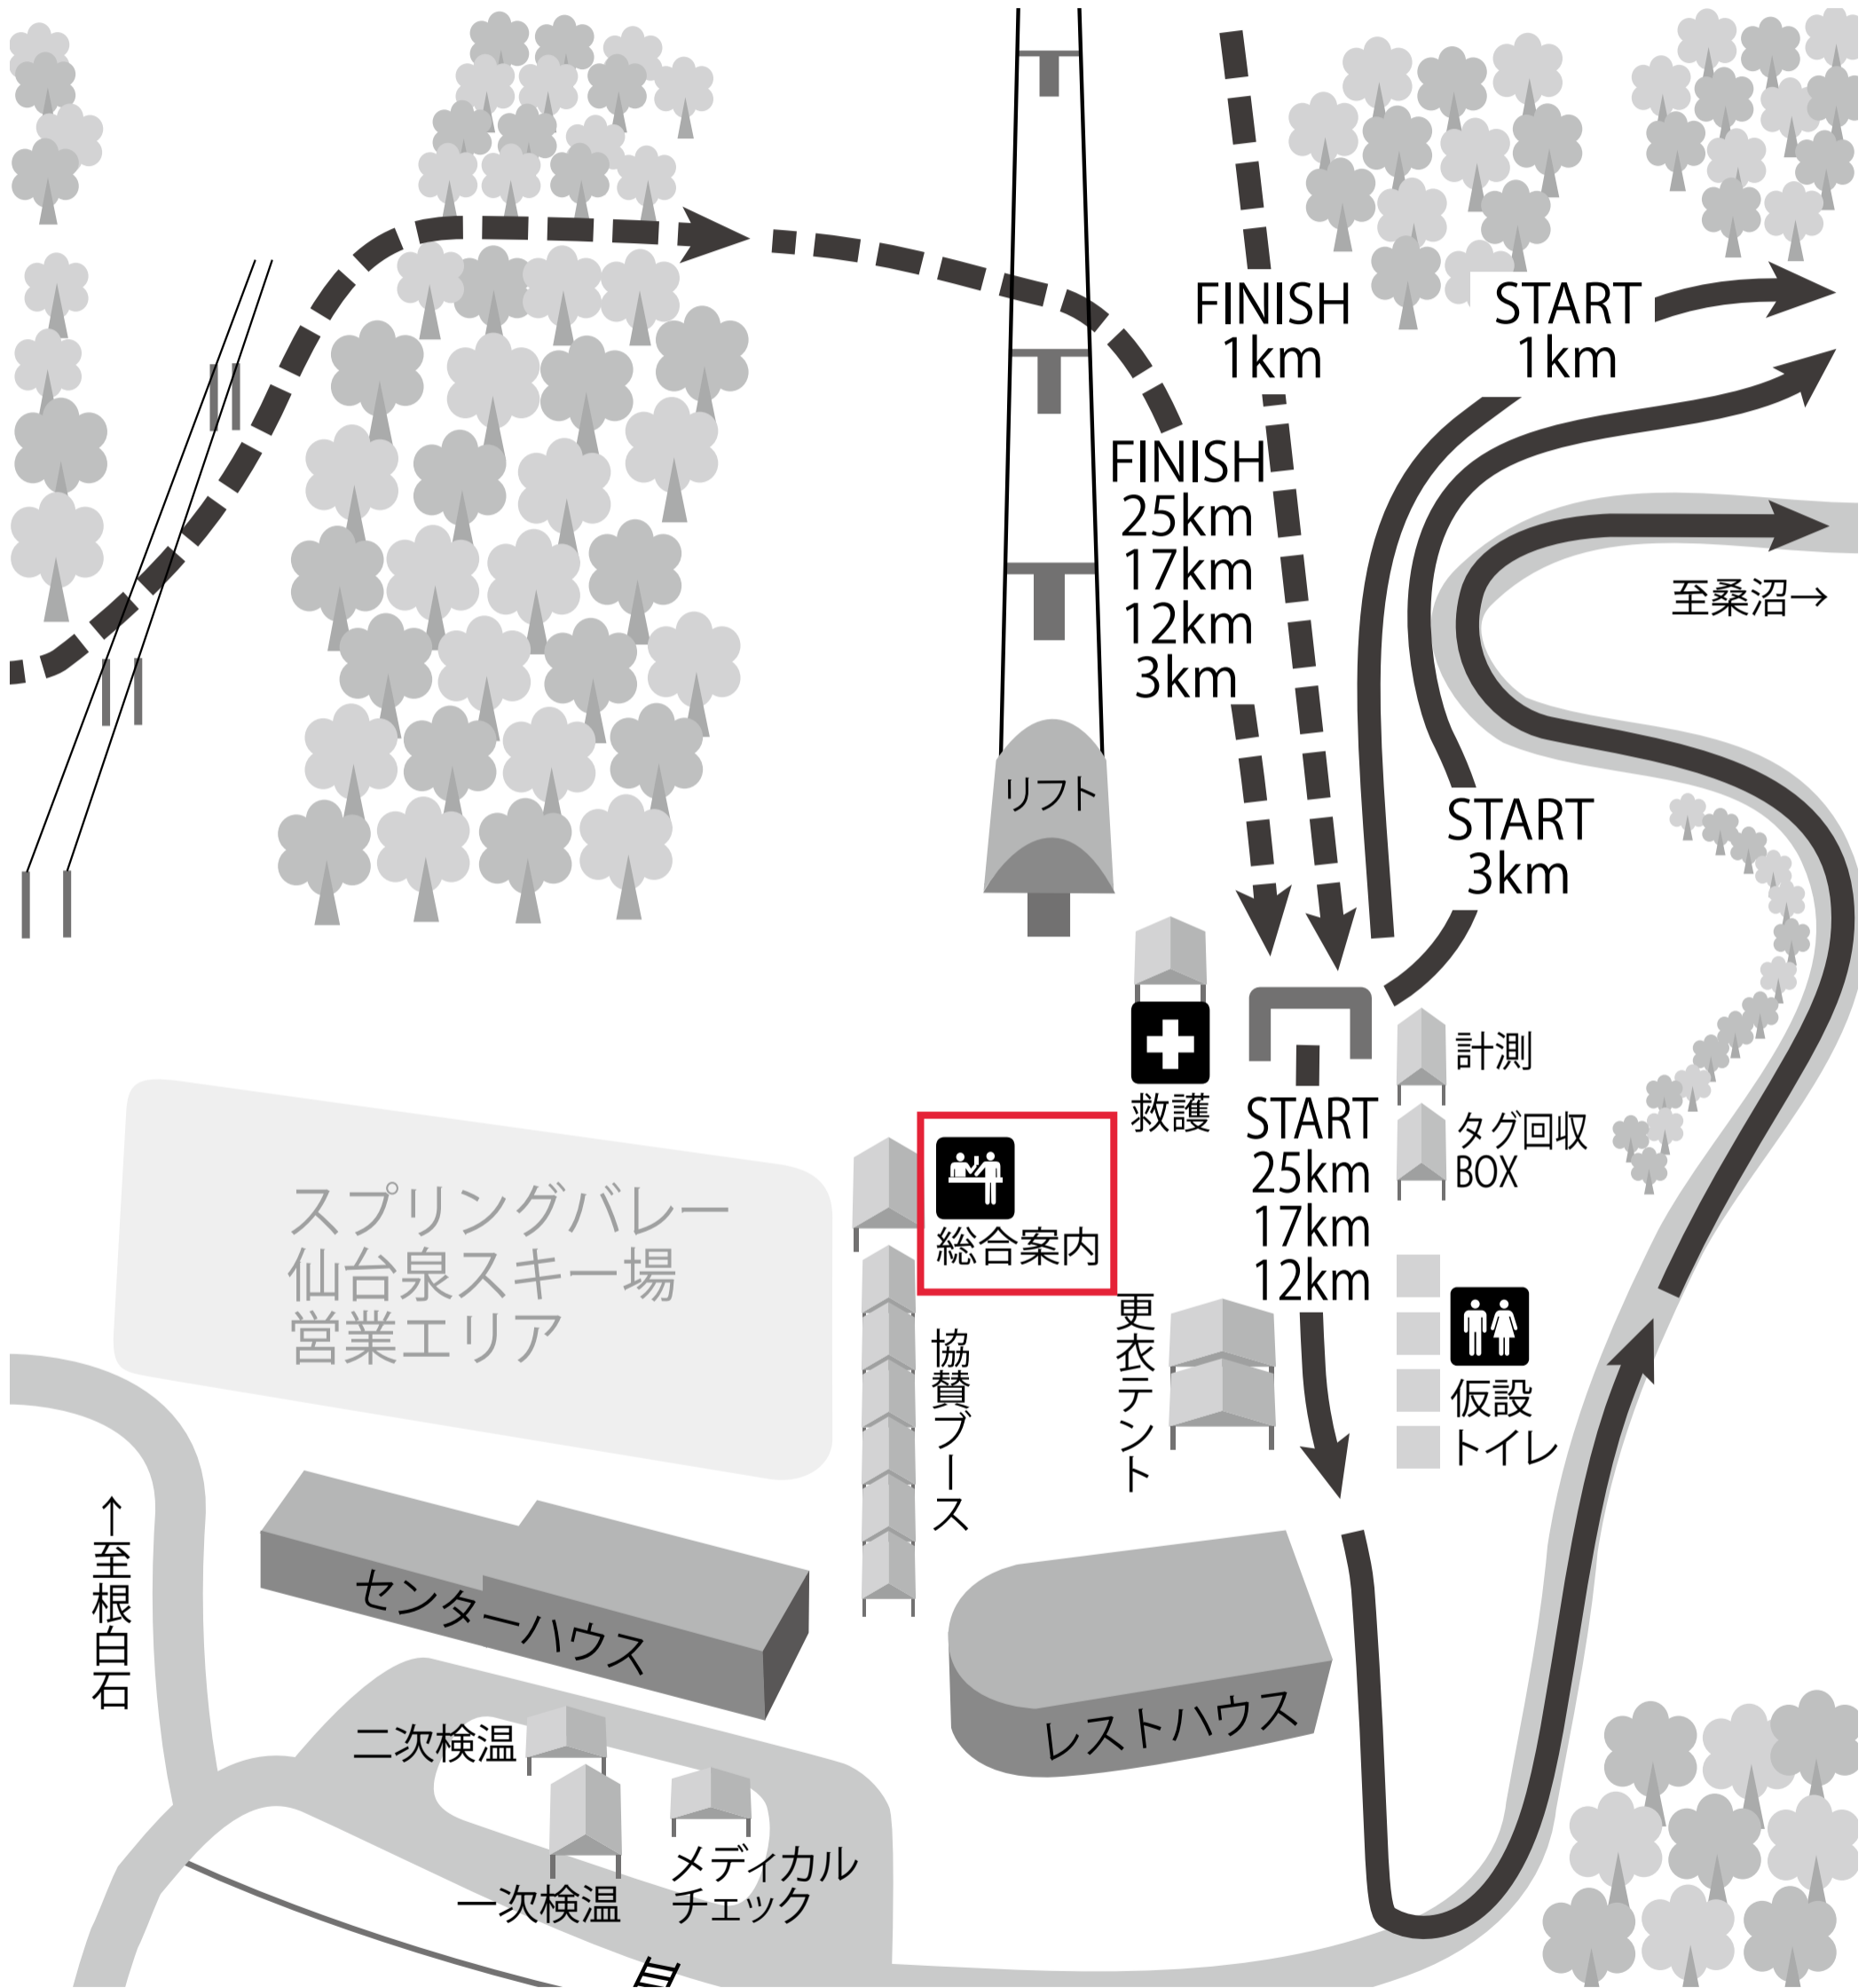 FINISH
1km
START
1km
FINISH
25km
17km
12km
3km
至桑沼→
リフト
START
3km
計測
救護
START
25km
17km
12km
タグ回収
BOX
総合案内
スプリングバレー
仙台泉スキー場
営業エリア
協賛ブース
更衣テント
仮設
トイレ
←至根白石
センターハウス
レストハウス
二次検温
一次検温
メディカル
チェック